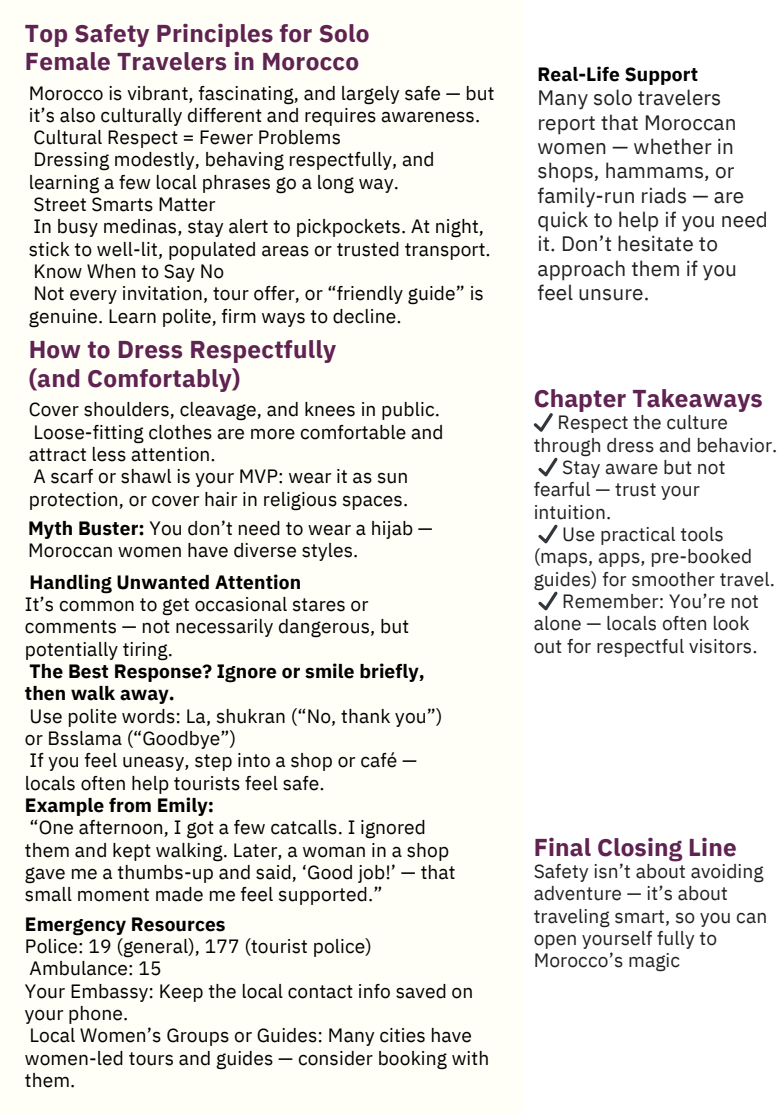 Top Safety Principles for Solo
Female Travelers in Morocco
Morocco is vibrant, fascinating, and largely safe — but
it's also culturally different and requires awareness.
Cultural Respect = Fewer Problems
Dressing modestly, behaving respectfully, and
learning a few local phrases go a long way.
Street Smarts Matter
In busy medinas, stay alert to pickpockets. At night,
stick to well-lit, populated areas or trusted transport.
Know When to Say No
Not every invitation, tour offer, or “friendly guide” is
genuine. Learn polite, firm ways to decline.
How to Dress Respectfully
(and Comfortably)
Cover shoulders, cleavage, and knees in public.
Loose-fitting clothes are more comfortable and
attract less attention.
A scarf or shawl is your MVP: wear it as sun
protection, or cover hair in religious spaces.
Myth Buster: You don't need to wear a hijab —
Moroccan women have diverse styles.
Handling Unwanted Attention
It's common to get occasional stares or
comments — not necessarily dangerous, but
potentially tiring.
The Best Response? Ignore or smile briefly,
then walk away.
Use polite words: La, shukran (“No, thank you”)
or Bsslama (“Goodbye”)
If you feel uneasy, step into a shop or café —
locals often help tourists feel safe.
Example from Emily:
“One afternoon, I got a few catcalls. I ignored
them and kept walking. Later, a woman in a shop
gave me a thumbs-up and said, ‘Good job!’ — that
small moment made me feel supported.”
Emergency Resources
Police: 19 (general), 177 (tourist police)
Ambulance: 15
Your Embassy: Keep the local contact info saved on
your phone.
Local Women's Groups or Guides: Many cities have
women-led tours and guides — consider booking with
them.
Real-Life Support
Many solo travelers
report that Moroccan
women — whether in
shops, hammams, or
family-run riads — are
quick to help if you need
it. Don't hesitate to
approach them if you
feel unsure.
Chapter Takeaways
✓ Respect the culture
through dress and behavior.
✓ Stay aware but not
fearful — trust your
intuition.
✓ Use practical tools
(maps, apps, pre-booked
guides) for smoother travel.
✓ Remember: You're not
alone — locals often look
out for respectful visitors.
Final Closing Line
Safety isn't about avoiding
adventure — it's about
traveling smart, so you can
open yourself fully to
Morocco's magic